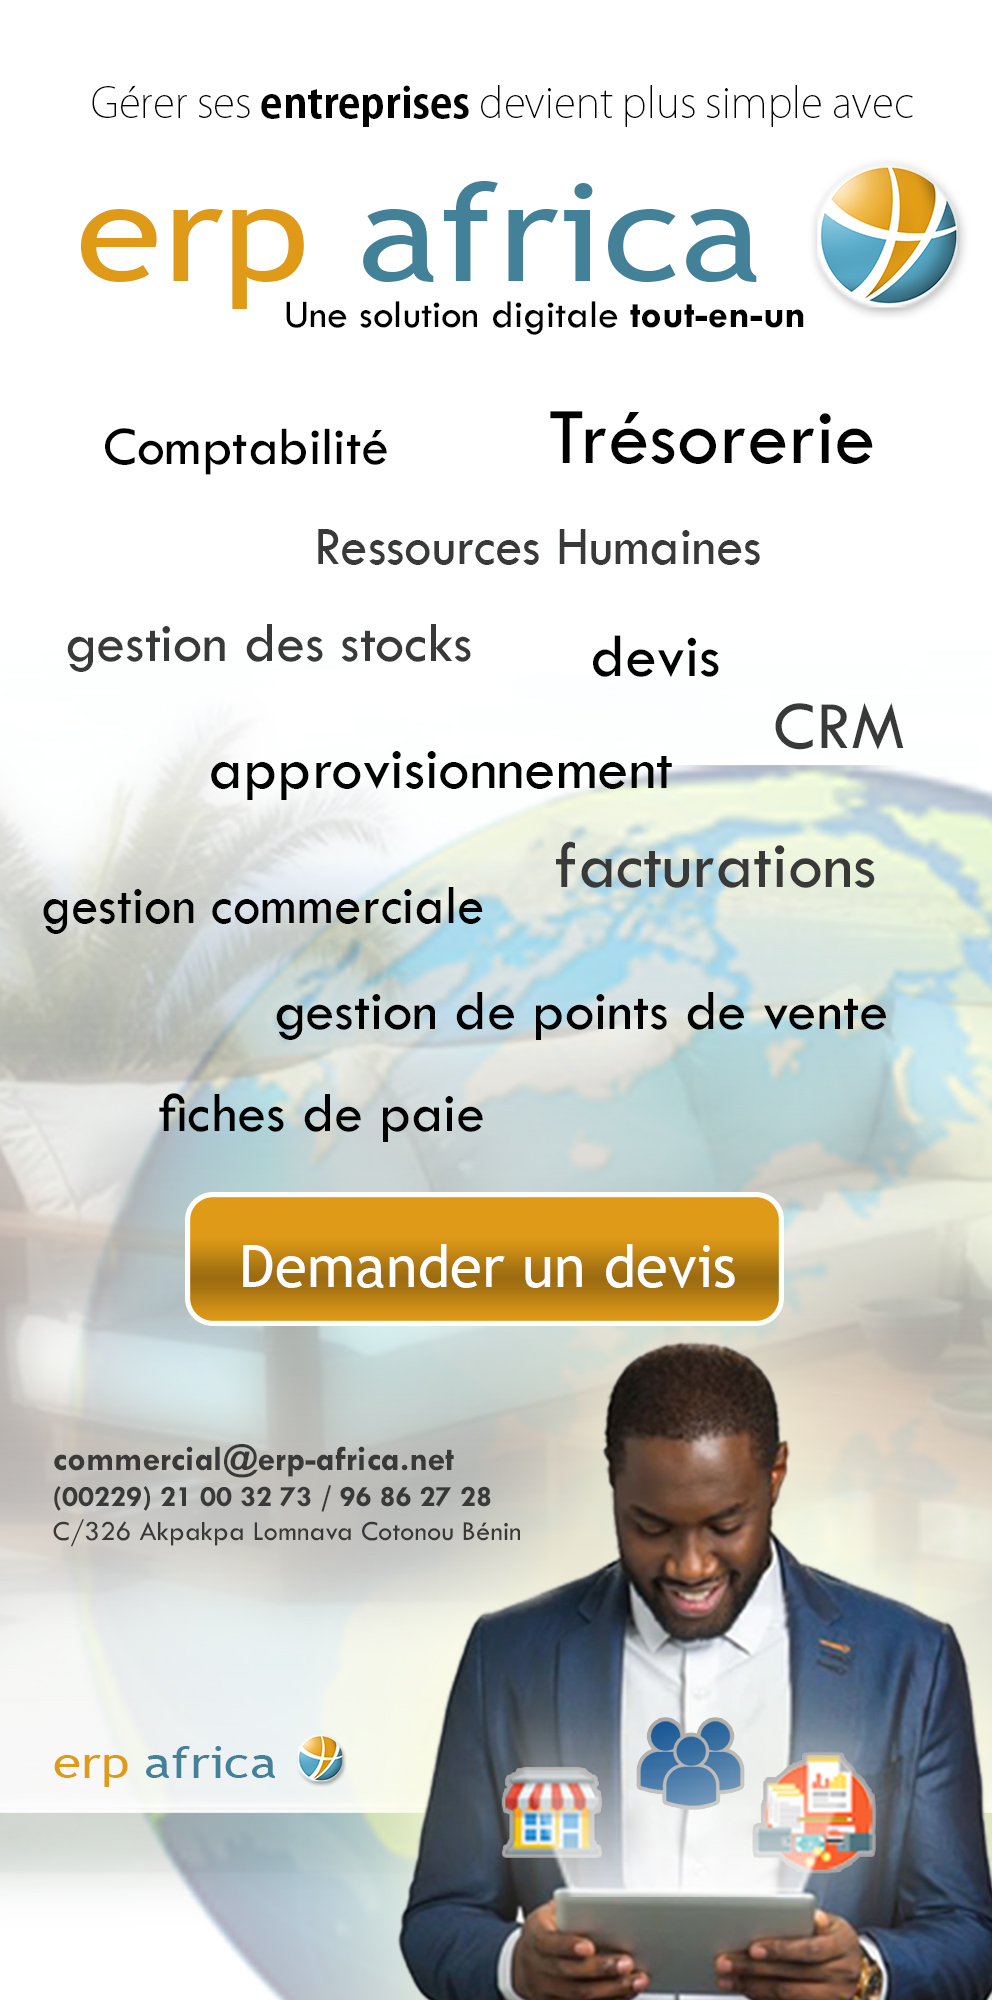 Gérer ses entreprises devient plus simple avec
erp africa
Une solution digitale tout-en-un
Comptabilité
Trésorerie
Ressources Humaines
gestion des stocks
devis
CRM
approvisionnement
facturations
gestion commerciale
gestion de points de vente
fiches de paie
Demander un devis
commercial@erp-africa.net
(00229) 21 00 32 73 / 96 86 27 28
C/326 Akpakpa Lomnava Cotonou Bénin
erp africa